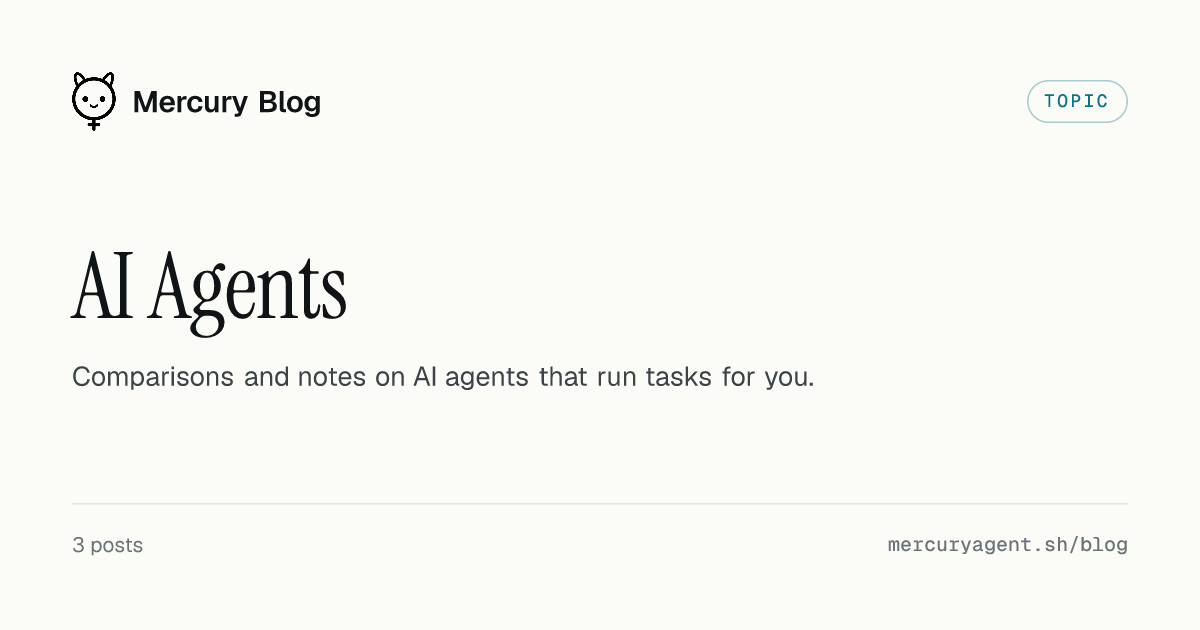 Mercury Blog
TOPIC
AI Agents
Comparisons and notes on AI agents that run tasks for you.
3 posts
mercuryagent.sh/blog